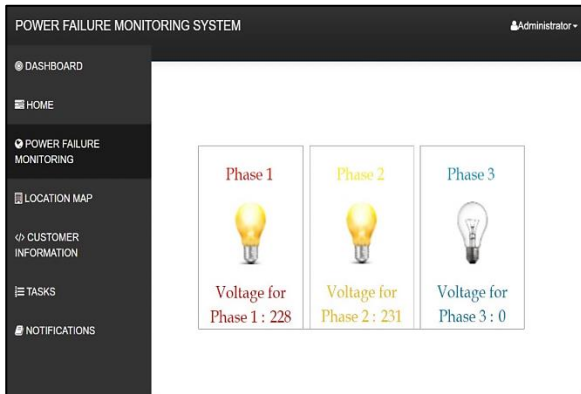 POWER FAILURE MONITORING SYSTEM
Administrator
DASHBOARD
HOME
POWER FAILURE
MONITORING
LOCATION MAP
CUSTOMER
INFORMATION
TASKS
NOTIFICATIONS
Phase 1
Voltage for
Phase 1 : 228
Phase 2
Voltage for
Phase 2 : 231
Phase 3
Voltage for
Phase 3 : 0